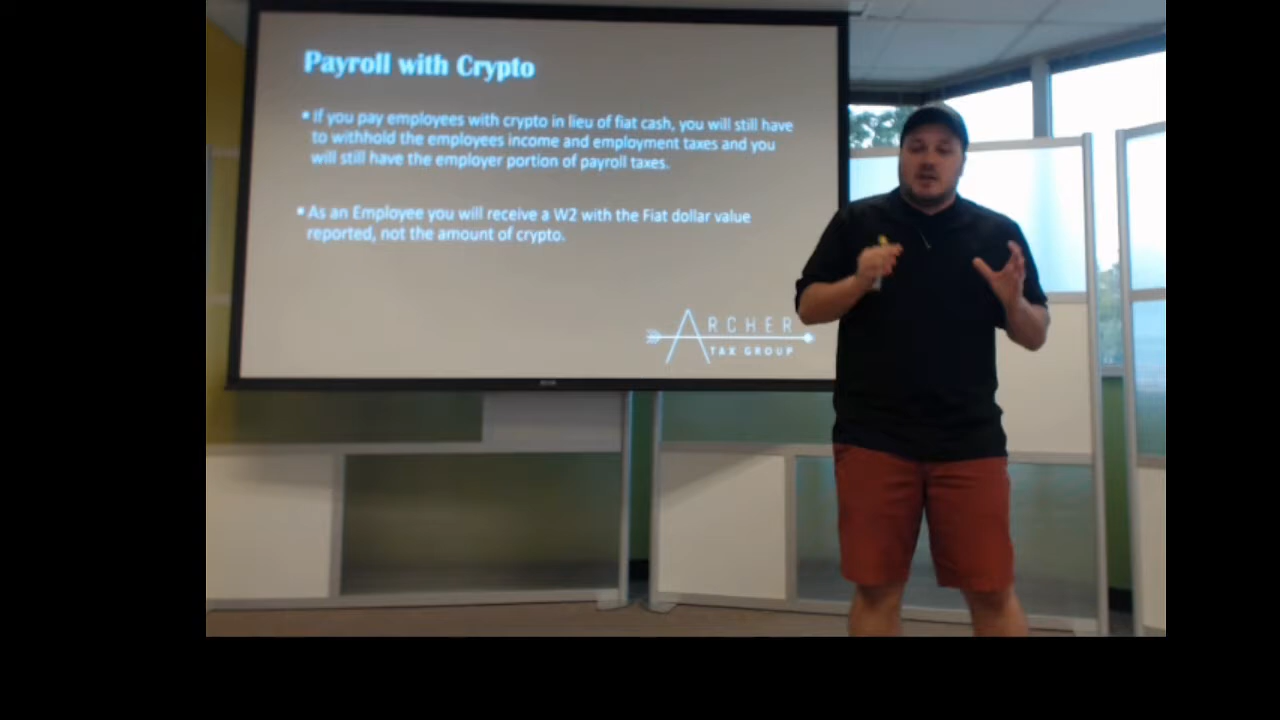 Payroll with Crypto
▪ If you pay employees with crypto in lieu of fiat cash, you will still have
to withhold the employees income and employment taxes and you
will still have the employer portion of payroll taxes.
▪ As an Employee you will receive a W2 with the Fiat dollar value
reported, not the amount of crypto.
ARCHER
TAX GROUP